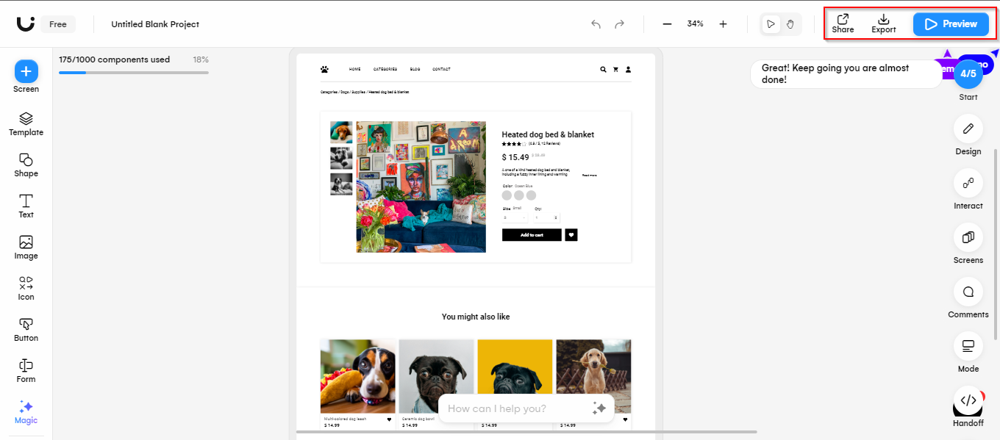 Free
Untitled Blank Project
34%
Share
Export
Preview
175/1000 components used
18%
Screen
Template
Shape
Text
Image
Icon
Button
Form
Magic
HOME
CATEGORIES
BLOG
CONTACT
Categories / Dogs / Supplies / Heated dog bed & blanket
A
ROOM
Heated dog bed & blanket
(4.8 / 5, 12 Reviews)
$ 15.49
A one of a kind heated dog bed and blanket,
including a fuzzy inner lining and warming
Read more
Color: Ocean Blue
Size: Small
Qty:
S
1
Add to cart
You might also like
Multi-colored dog leash
$ 14.99
Ceramic dog bowl
$ 14.99
$ 14.99
$ 14.99
How can I help you?
Great! Keep going you are almost
done!
em
no
4/5
Start
Design
Interact
Screens
Comments
Mode
Handoff